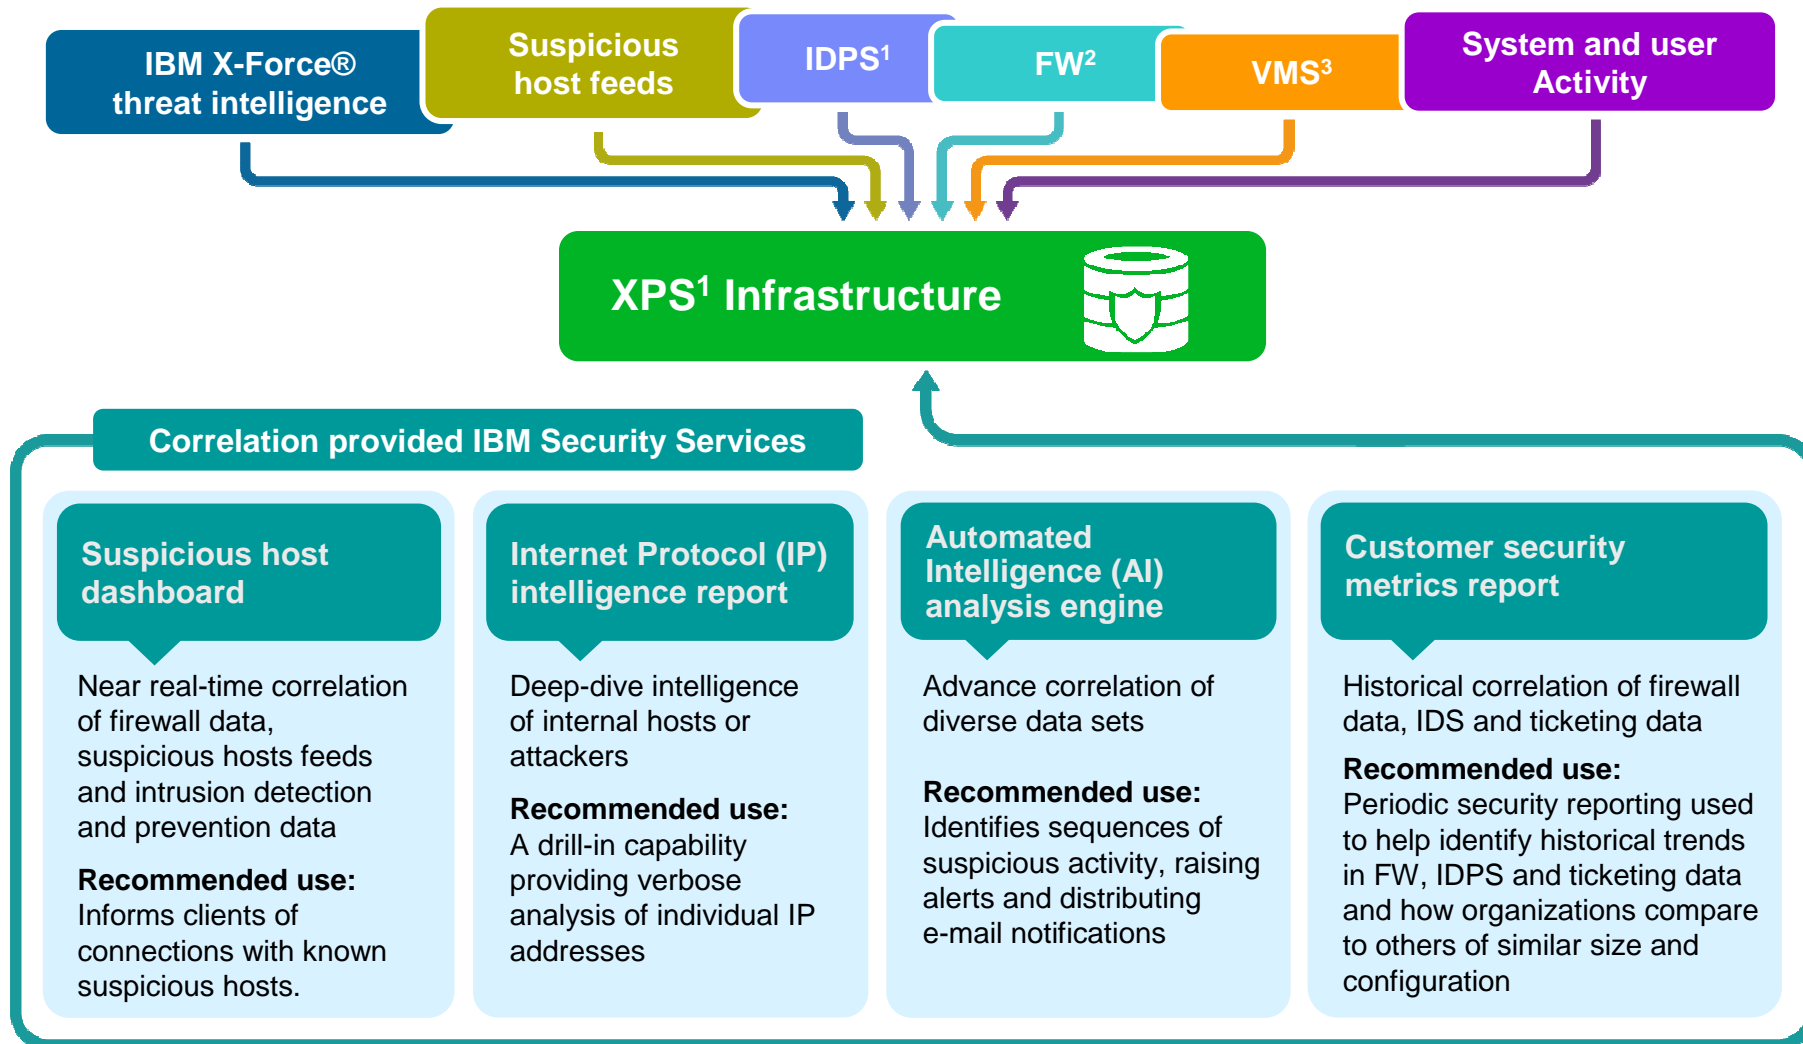 IBM X-Force®
threat intelligence
Suspicious
host feeds
IDPS1
FW2
VMS3
System and user
Activity
XPS1 Infrastructure
Correlation provided IBM Security Services
Suspicious host
dashboard
Near real-time correlation
of firewall data,
suspicious hosts feeds
and intrusion detection
and prevention data
Recommended use:
Informs clients of
connections with known
suspicious hosts.
Internet Protocol (IP)
intelligence report
Deep-dive intelligence
of internal hosts or
attackers
Recommended use:
A drill-in capability
providing verbose
analysis of individual IP
addresses
Automated
Intelligence (AI)
analysis engine
Advance correlation of
diverse data sets
Recommended use:
Identifies sequences of
suspicious activity, raising
alerts and distributing
e-mail notifications
Customer security
metrics report
Historical correlation of firewall
data, IDS and ticketing data
Recommended use:
Periodic security reporting used
to help identify historical trends
in FW, IDPS and ticketing data
and how organizations compare
to others of similar size and
configuration